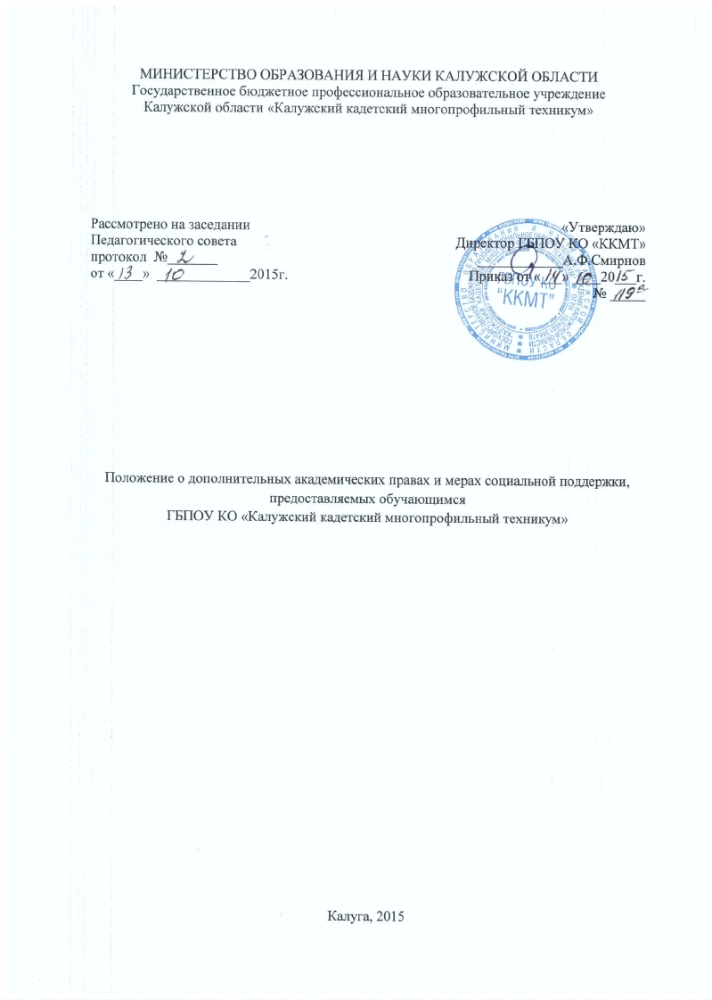 МИНИСТЕРСТВО ОБРАЗОВАНИЯ И НАУКИ КАЛУЖСКОЙ ОБЛАСТИ
Государственное бюджетное профессиональное образовательное учреждение
Калужской области «Калужский кадетский многопрофильный техникум»
Рассмотрено на заседании
Педагогического совета
протокол №_2_
от «13» 10 2015г.
«Утверждаю»
Директор ГБПОУ КО «ККМТ»
А.Ф.Смирнов
Приказ от «14» 10 2015г.
№ 119а
ГБПОУ КО
"ККМТ"
Положение о дополнительных академических правах и мерах социальной поддержки,
предоставляемых обучающимся
ГБПОУ КО «Калужский кадетский многопрофильный техникум»
Калуга, 2015